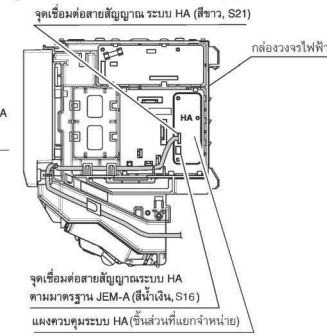 จุดเชื่อมต่อสายสัญญาณ ระบบ HA (สีขาว, S21)
กล่องวงจรไฟฟ้า
HA
A
จุดเชื่อมต่อสายสัญญาณระบบ HA
ตามมาตรฐาน JEM-A (สีน้ำเงิน, S16)
แผงควบคุมระบบ HA (ชิ้นส่วนที่แยกจำหน่าย)